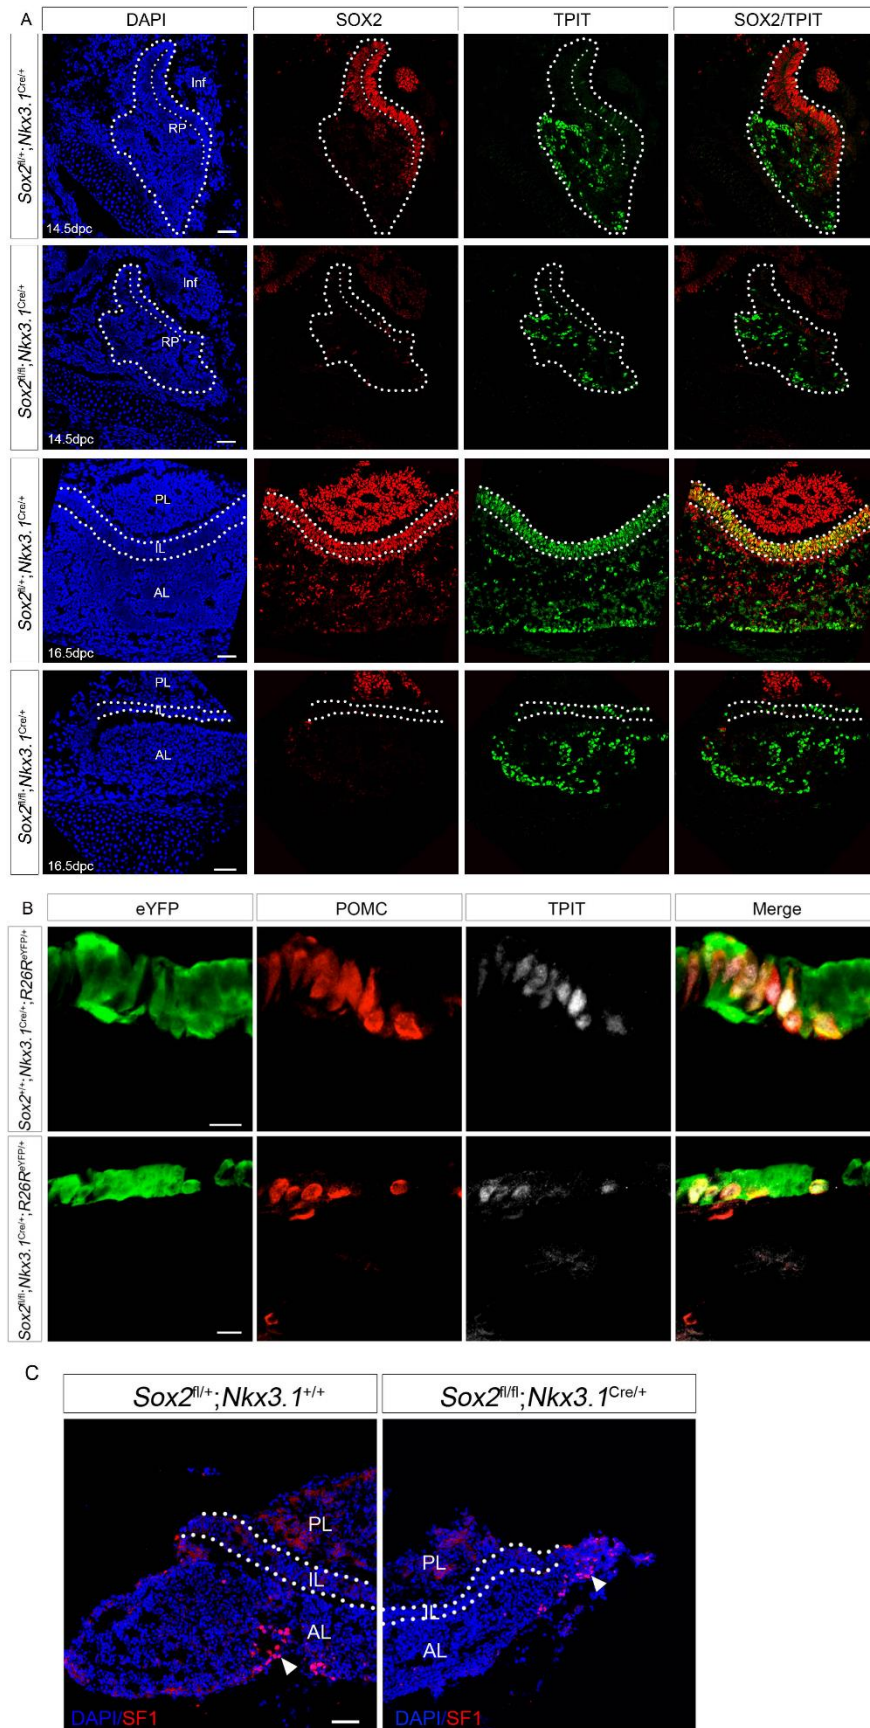 A
DAPI SOX2 TPIT SOX2/TPIT
Sox2fl/+;Nkx3.1Cre/+
Inf
RP
14.5dpc
Sox2fl/fl;Nkx3.1Cre/+
Inf
RP
14.5dpc
Sox2fl/+;Nkx3.1Cre/+
PL
IL
AL
16.5dpc
Sox2fl/fl;Nkx3.1Cre/+
PL
IL
AL
16.5dpc
B
eYFP POMC TPIT Merge
Sox2+/+;Nkx3.1Cre/+;R26ReYFP/+
Sox2fl/fl;Nkx3.1Cre/+;R26ReYFP/+
C
Sox2fl/+;Nkx3.1+/+ Sox2fl/fl;Nkx3.1Cre/+
PL
IL
AL
DAPI/SF1
PL
IL
AL
DAPI/SF1